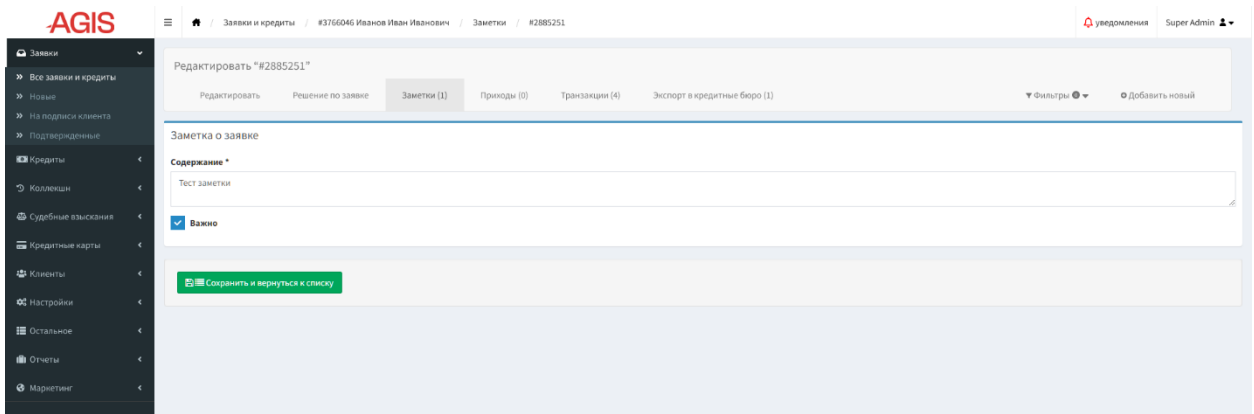 AGIS
/ Заявки и кредиты / #3766046 Иванов Иван Иванович / Заметки / #2885251
уведомления Super Admin
Заявки
Все заявки и кредиты
Новые
На подписи клиента
Подтвержденные
Кредиты
Коллекшн
Судебные взыскания
Кредитные карты
Клиенты
Настройки
Остальное
Отчеты
Маркетинг
Редактировать "#2885251"
Редактировать Решение по заявке Заметки (1) Приходы (0) Транзакции (4) Экспорт в кредитные бюро (1) Фильтры 0 Добавить новый
Заметка о заявке
Содержание *
Тест заметки
Важно
Сохранить и вернуться к списку